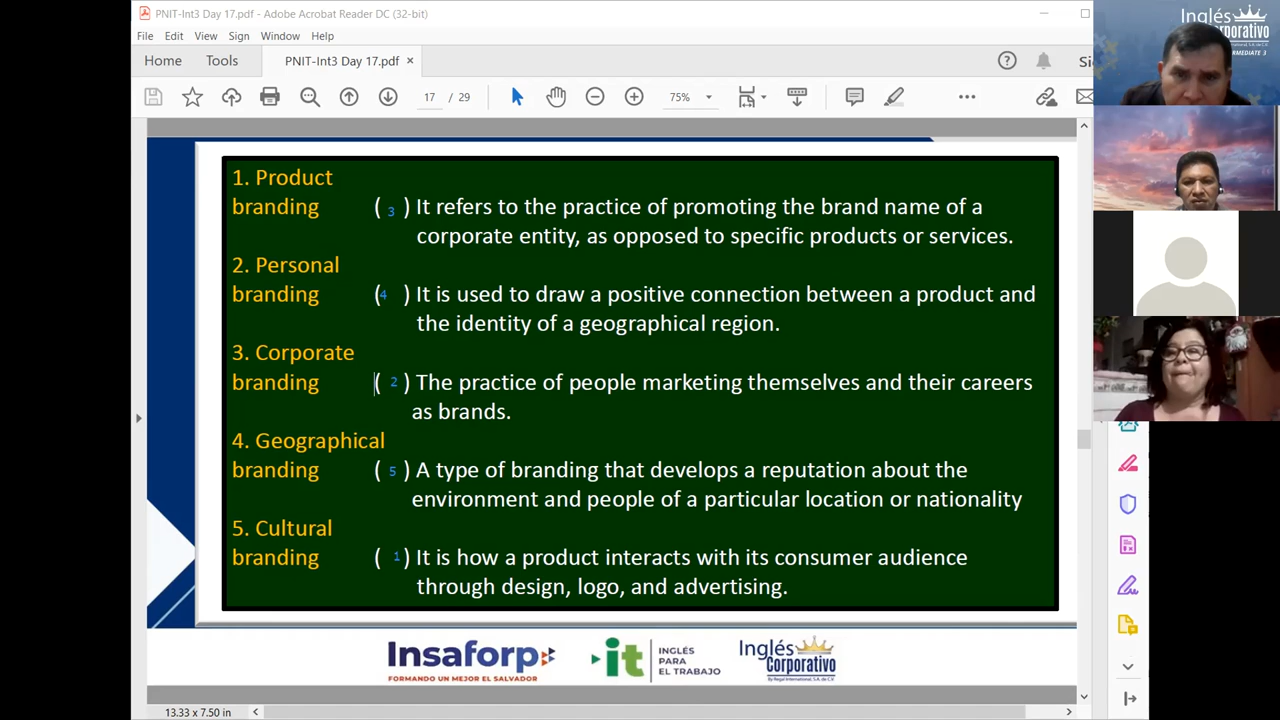 PNIT-Int3 Day 17.pdf - Adobe Acrobat Reader DC (32-bit)
File Edit View Sign Window Help
Home Tools PNIT-Int3 Day 17.pdf ×
17 / 29 75%
1. Product
branding ( 3 ) It refers to the practice of promoting the brand name of a
corporate entity, as opposed to specific products or services.
2. Personal
branding (4 ) It is used to draw a positive connection between a product and
the identity of a geographical region.
3. Corporate
branding ( 2 ) The practice of people marketing themselves and their careers
as brands.
4. Geographical
branding ( 5 ) A type of branding that develops a reputation about the
environment and people of a particular location or nationality
5. Cultural
branding ( 1 ) It is how a product interacts with its consumer audience
through design, logo, and advertising.
Insaforp
FORMANDO UN MEJOR EL SALVADOR
it INGLÉS
PARA
EL TRABAJO
Inglés
Corporativo
13.33 x 7.50 in
Inglés
orporativo
RMEDIATE 3